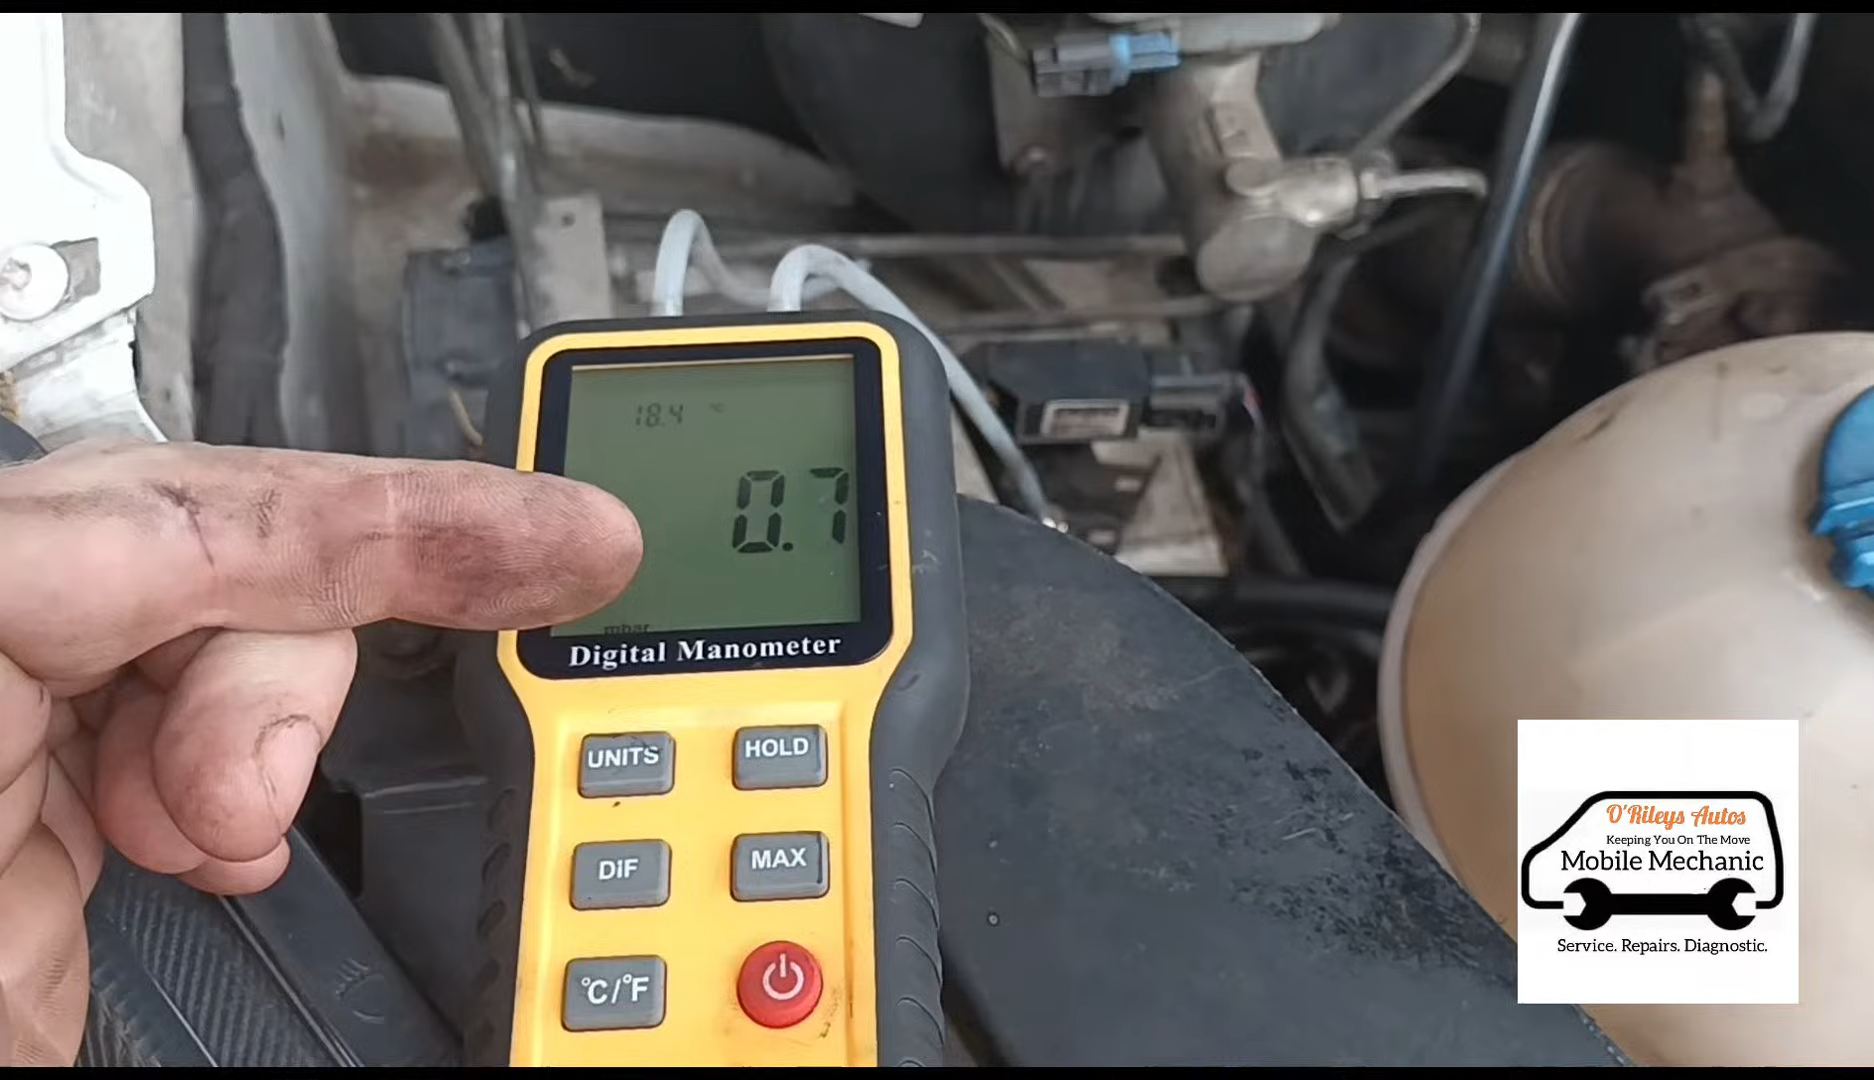 18.4 °C
0.7
mbar
Digital Manometer
UNITS
HOLD
DIF
MAX
°C/°F
O'Rileys Autos
Keeping You On The Move
Mobile Mechanic
Service. Repairs. Diagnostic.